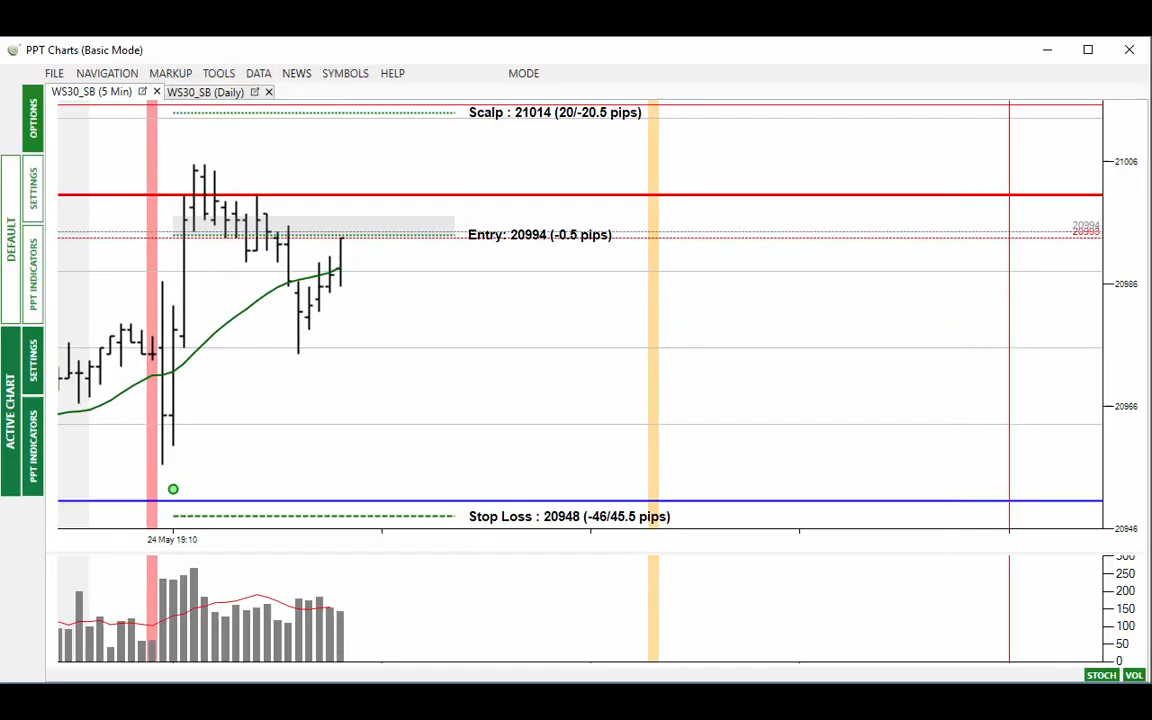 PPT Charts (Basic Mode)
FILE NAVIGATION MARKUP TOOLS DATA NEWS SYMBOLS HELP MODE
WS30_SB (5 Min) WS30_SB (Daily)
OPTIONS
SETTINGS
DEFAULT
PPT INDICATORS
SETTINGS
ACTIVE CHART
PPT INDICATORS
Scalp : 21014 (20/-20.5 pips)
21006
20994
20993
Entry: 20994 (-0.5 pips)
20986
20966
Stop Loss : 20948 (-46/45.5 pips)
20946
24 May 19:10
300
250
200
150
100
50
0
STOCH VOL